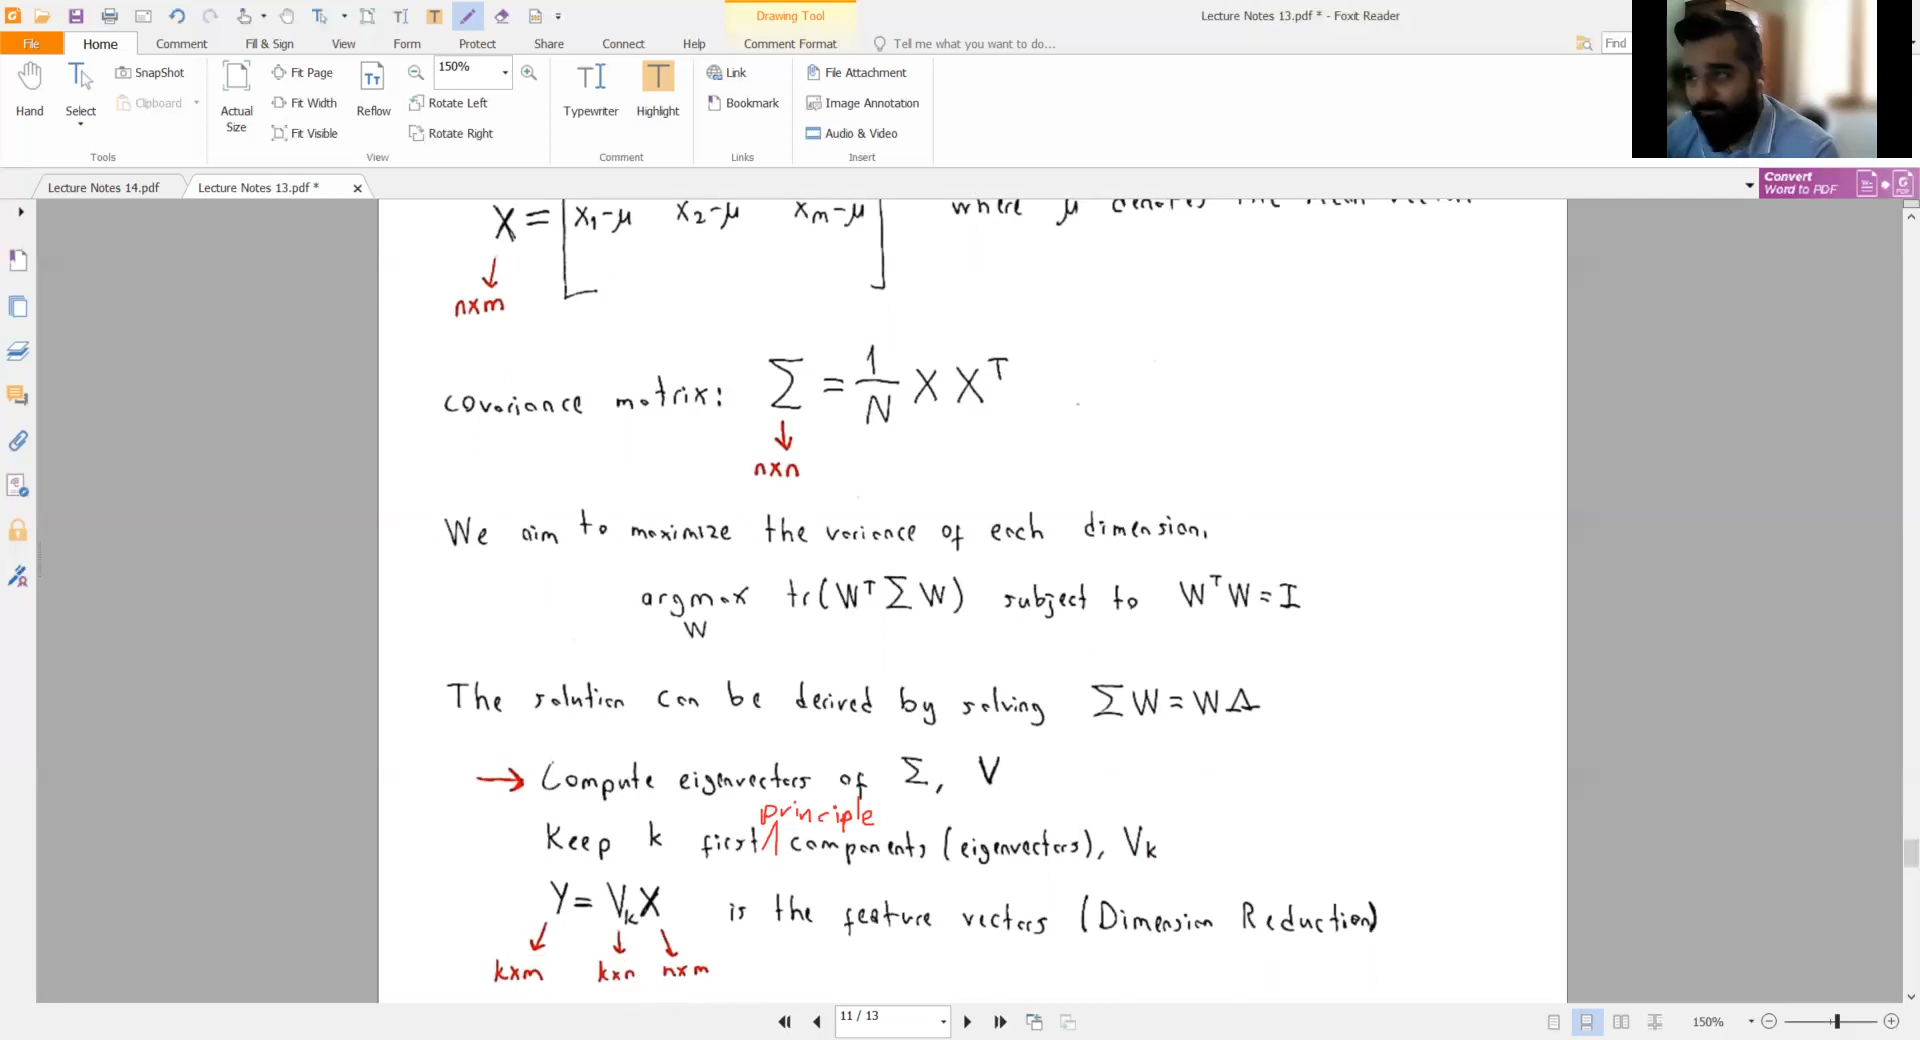 Lecture Notes 13.pdf * - Foxit Reader
Drawing Tool
File Home Comment Fill & Sign View Form Protect Share Connect Help Comment Format Tell me what you want to do... Find
Hand
Select
SnapShot
Clipboard
Tools
Actual Size
Fit Page
Fit Width
Fit Visible
Reflow
150%
Rotate Left
Rotate Right
View
Typewriter
Highlight
Comment
Link
Bookmark
Links
File Attachment
Image Annotation
Audio & Video
Insert
Lecture Notes 14.pdf
Lecture Notes 13.pdf *
Convert
Word to PDF
X = [x₁-μ x₂-μ xₘ-μ] where μ denotes the mean vector
n×m
covariance matrix: Σ = 1/N X Xᵀ
n×n
We aim to maximize the variance of each dimension.
argmax tr(Wᵀ Σ W) subject to WᵀW = I
W
The solution can be derived by solving ΣW = WΛ
→ Compute eigenvectors of Σ, V
principle
Keep k first components (eigenvectors), Vₖ
Y = VₖX is the feature vectors (Dimension Reduction)
k×m k×n n×m
11 / 13
150%